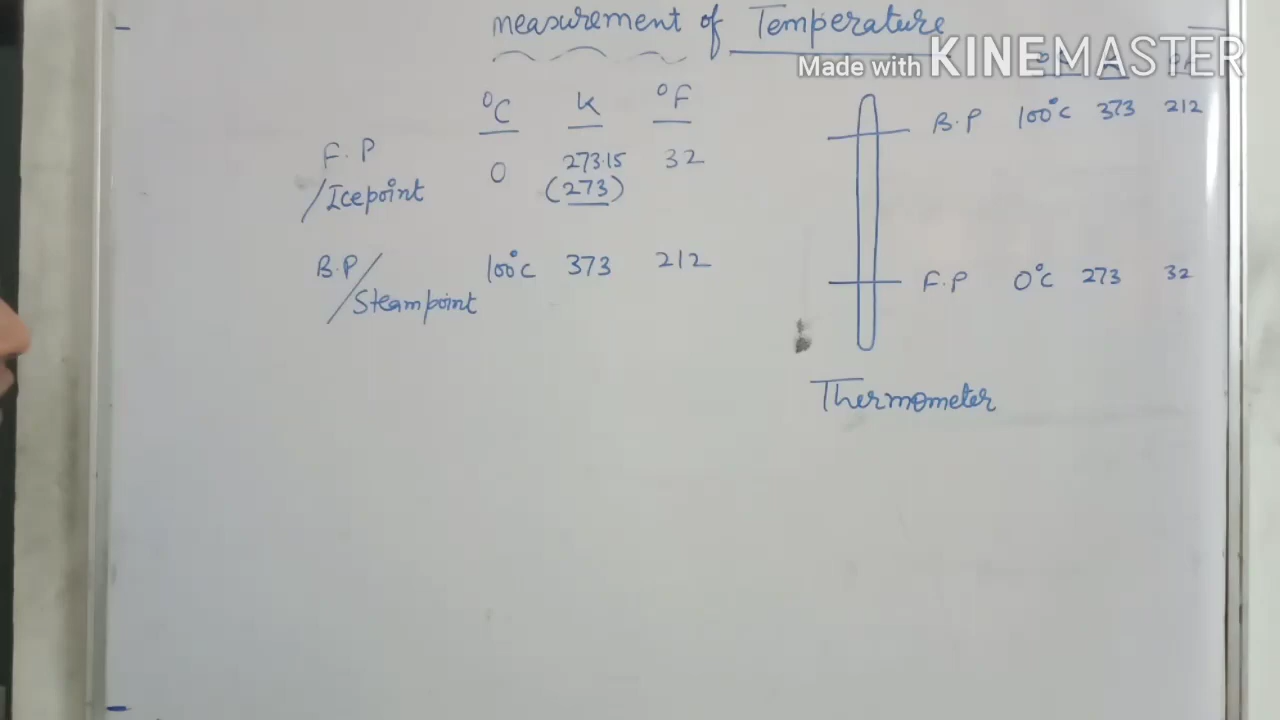 measurement of Temperature
Made with KINEMASTER
°C K °F
F.P 0 273.15 32
/Icepoint (273)
B.P/ 100°C 373 212
Steampoint
B.P 100°C 373 212
F.P 0°C 273 32
Thermometer